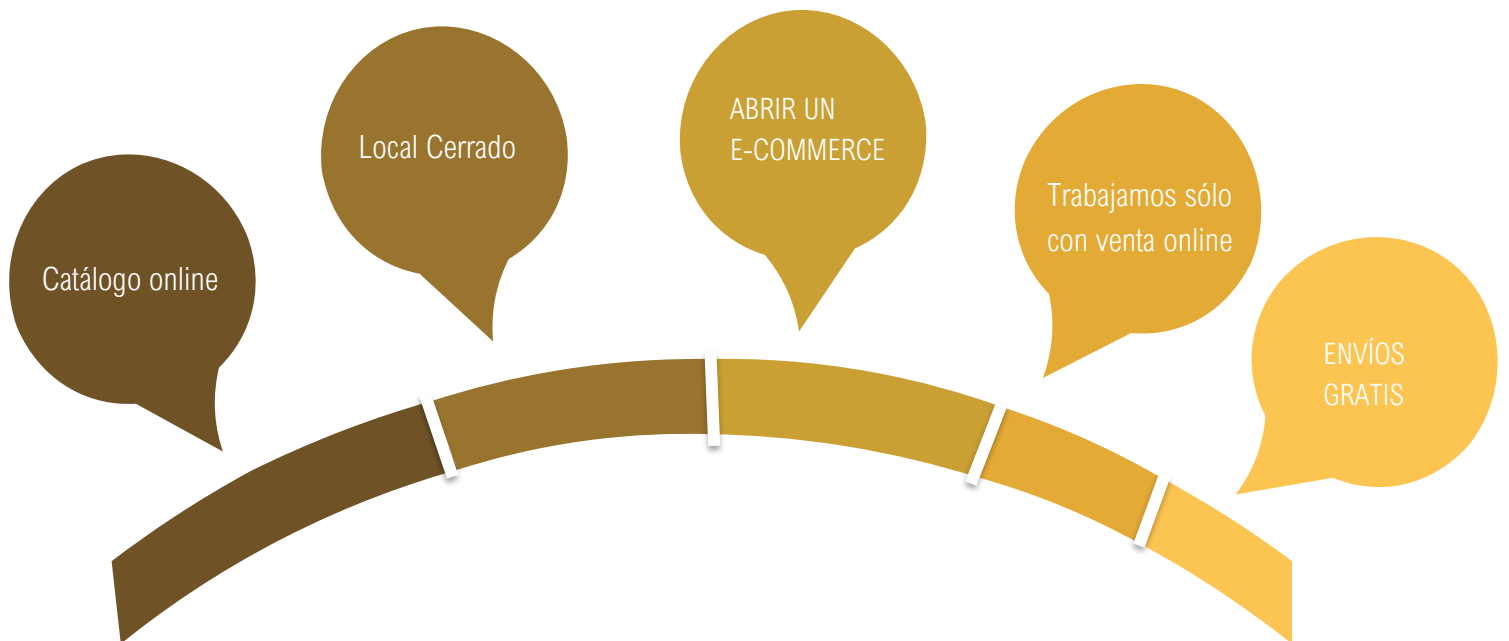 Catálogo online
Local Cerrado
ABRIR UN
E-COMMERCE
Trabajamos sólo
con venta online
ENVÍOS
GRATIS